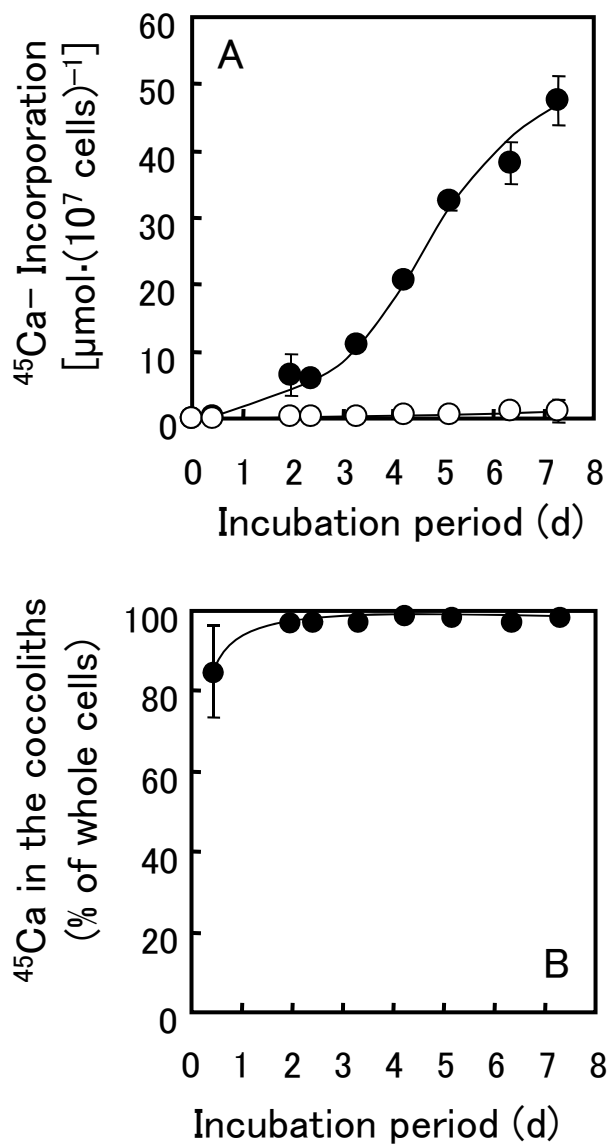 A
⁴⁵Ca− Incorporation
[μmol·(10⁷ cells)⁻¹]
60
50
40
30
20
10
0
0 1 2 3 4 5 6 7 8
Incubation period (d)
⁴⁵Ca in the coccoliths
(% of whole cells)
100
80
60
40
20
0
B
0 1 2 3 4 5 6 7 8
Incubation period (d)